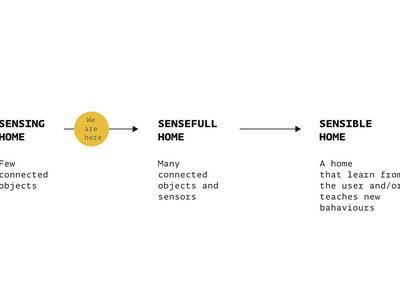 SENSING
HOME
Few
connected
objects
We
are
here
SENSEFULL
HOME
Many
connected
objects and
sensors
SENSIBLE
HOME
A home
that learn from
the user and/or
teaches new
bahaviours